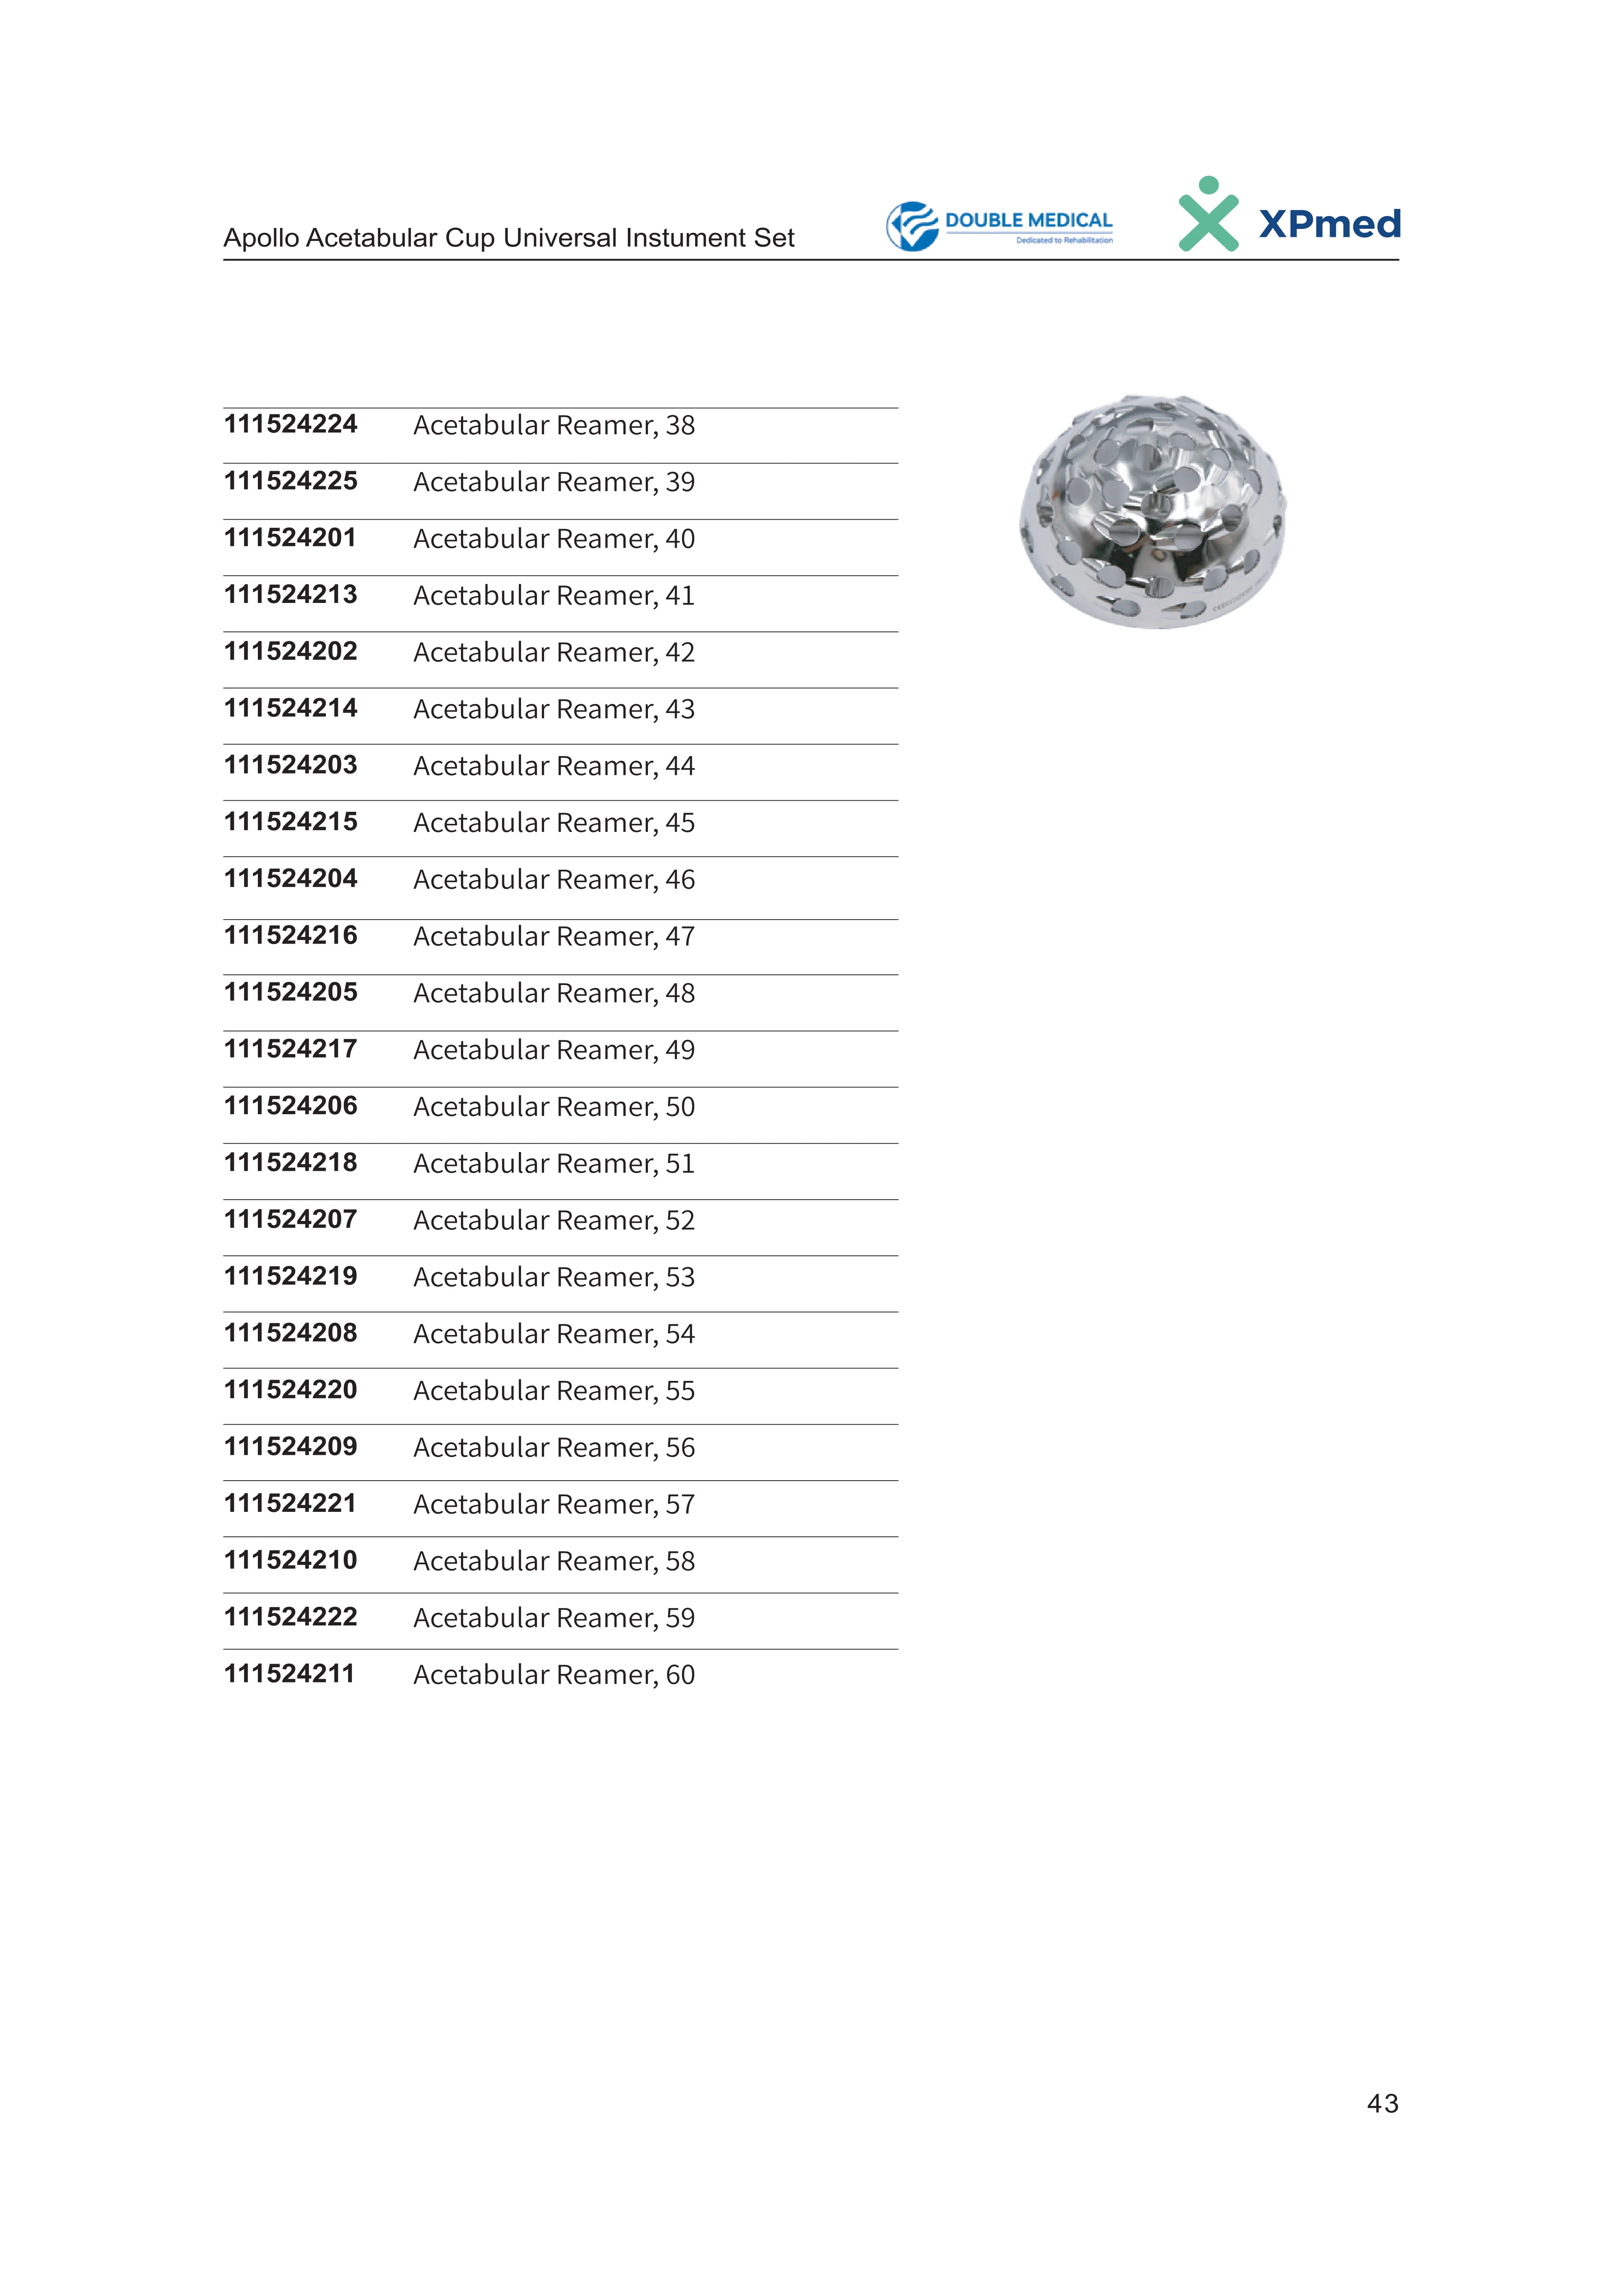 Apollo Acetabular Cup Universal Instument Set
DOUBLE MEDICAL
Dedicated to Rehabilitation
XPmed
111524224 Acetabular Reamer, 38
111524225 Acetabular Reamer, 39
111524201 Acetabular Reamer, 40
111524213 Acetabular Reamer, 41
111524202 Acetabular Reamer, 42
111524214 Acetabular Reamer, 43
111524203 Acetabular Reamer, 44
111524215 Acetabular Reamer, 45
111524204 Acetabular Reamer, 46
111524216 Acetabular Reamer, 47
111524205 Acetabular Reamer, 48
111524217 Acetabular Reamer, 49
111524206 Acetabular Reamer, 50
111524218 Acetabular Reamer, 51
111524207 Acetabular Reamer, 52
111524219 Acetabular Reamer, 53
111524208 Acetabular Reamer, 54
111524220 Acetabular Reamer, 55
111524209 Acetabular Reamer, 56
111524221 Acetabular Reamer, 57
111524210 Acetabular Reamer, 58
111524222 Acetabular Reamer, 59
111524211 Acetabular Reamer, 60
43